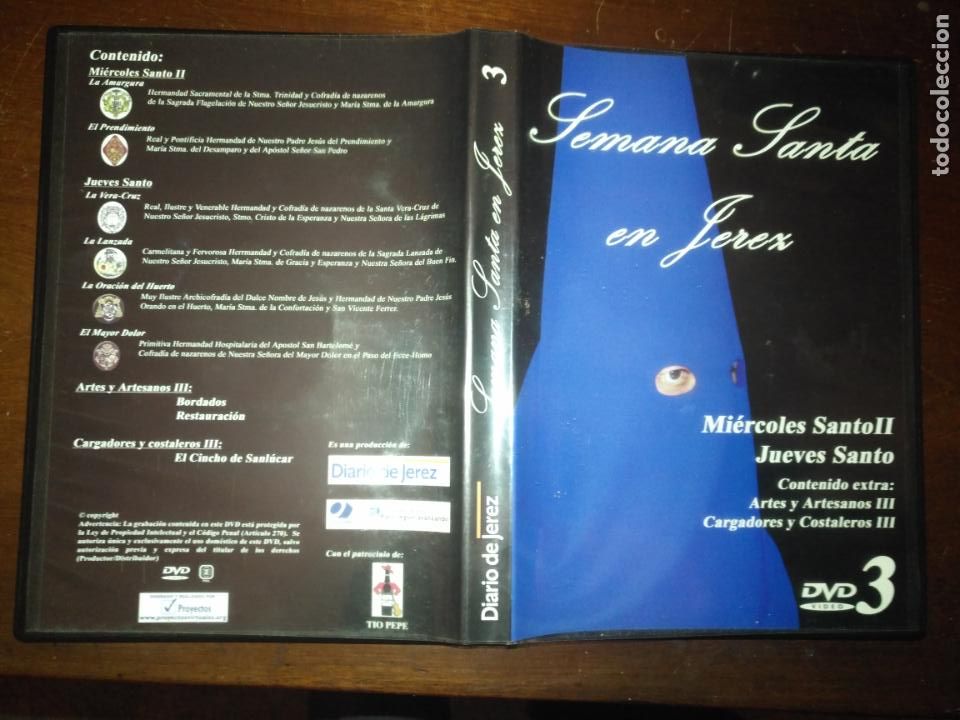 Contenido:
Miércoles Santo II
La Amargura
Hermandad Sacramental de la Stma. Trinidad y Cofradía de nazarenos
de la Sagrada Flagelación de Nuestro Señor Jesucristo y María Stma. de la Amargura
El Prendimiento
Real y Pontificia Hermandad de Nuestro Padre Jesús del Prendimiento y
María Stma. del Desamparo y del Apóstol Señor San Pedro
Jueves Santo
La Vera-Cruz
Real, Ilustre y Venerable Hermandad y Cofradía de nazarenos de la Santa Vera-Cruz de
Nuestro Señor Jesucristo, Stmo. Cristo de la Esperanza y Nuestra Señora de las Lágrimas
La Lanzada
Carmelitana y Fervorosa Herrmandad y Cofradía de nazarenos de la Sagrada Lanzada de
Nuestro Señor Jesucristo, María Stma. de Gracia y Esperanza y Nuestra Señora del Buen Fin.
La Oración del Huerto
Muy Ilustre Archicofradía del Dulce Nombre de Jesús y Hermandad de Nuestro Padre Jesús
Orando en el Huerto, María Stma. de la Confortación y San Vicente Ferrer.
El Mayor Dolor
Primitiva Hermandad Hospitalaria del Apostol San Bartolomé y
Cofradía de nazarenos de Nuestra Señora del Mayor Dolor en el Paso del Ecce-Homo
Artes y Artesanos III:
Bordados
Restauración
Cargadores y costaleros III:
El Cincho de Sanlúcar
Es una producción de:
Diario de Jerez
avanzando
© copyright
Advertencia: La grabación contenida en este DVD está protegida por
la Ley de Propiedad Intelectual y el Código Penal (Artículo 270). Se
autoriza única y exclusivamente el uso doméstico de este DVD, salvo
autorización previa y expresa del titular de los derechos
(Productor/Distribuidor)
DVD
Proyectos
www.proyectosvirtuales.org
Con el patrocinio de:
TIO PEPE
3
Semana Santa en Jerez
Diario de Jerez
Semana Santa
en Jerez
Miércoles SantoII
Jueves Santo
Contenido extra:
Artes y Artesanos III
Cargadores y Costaleros III
DVD
VIDEO
3
todocoleccion